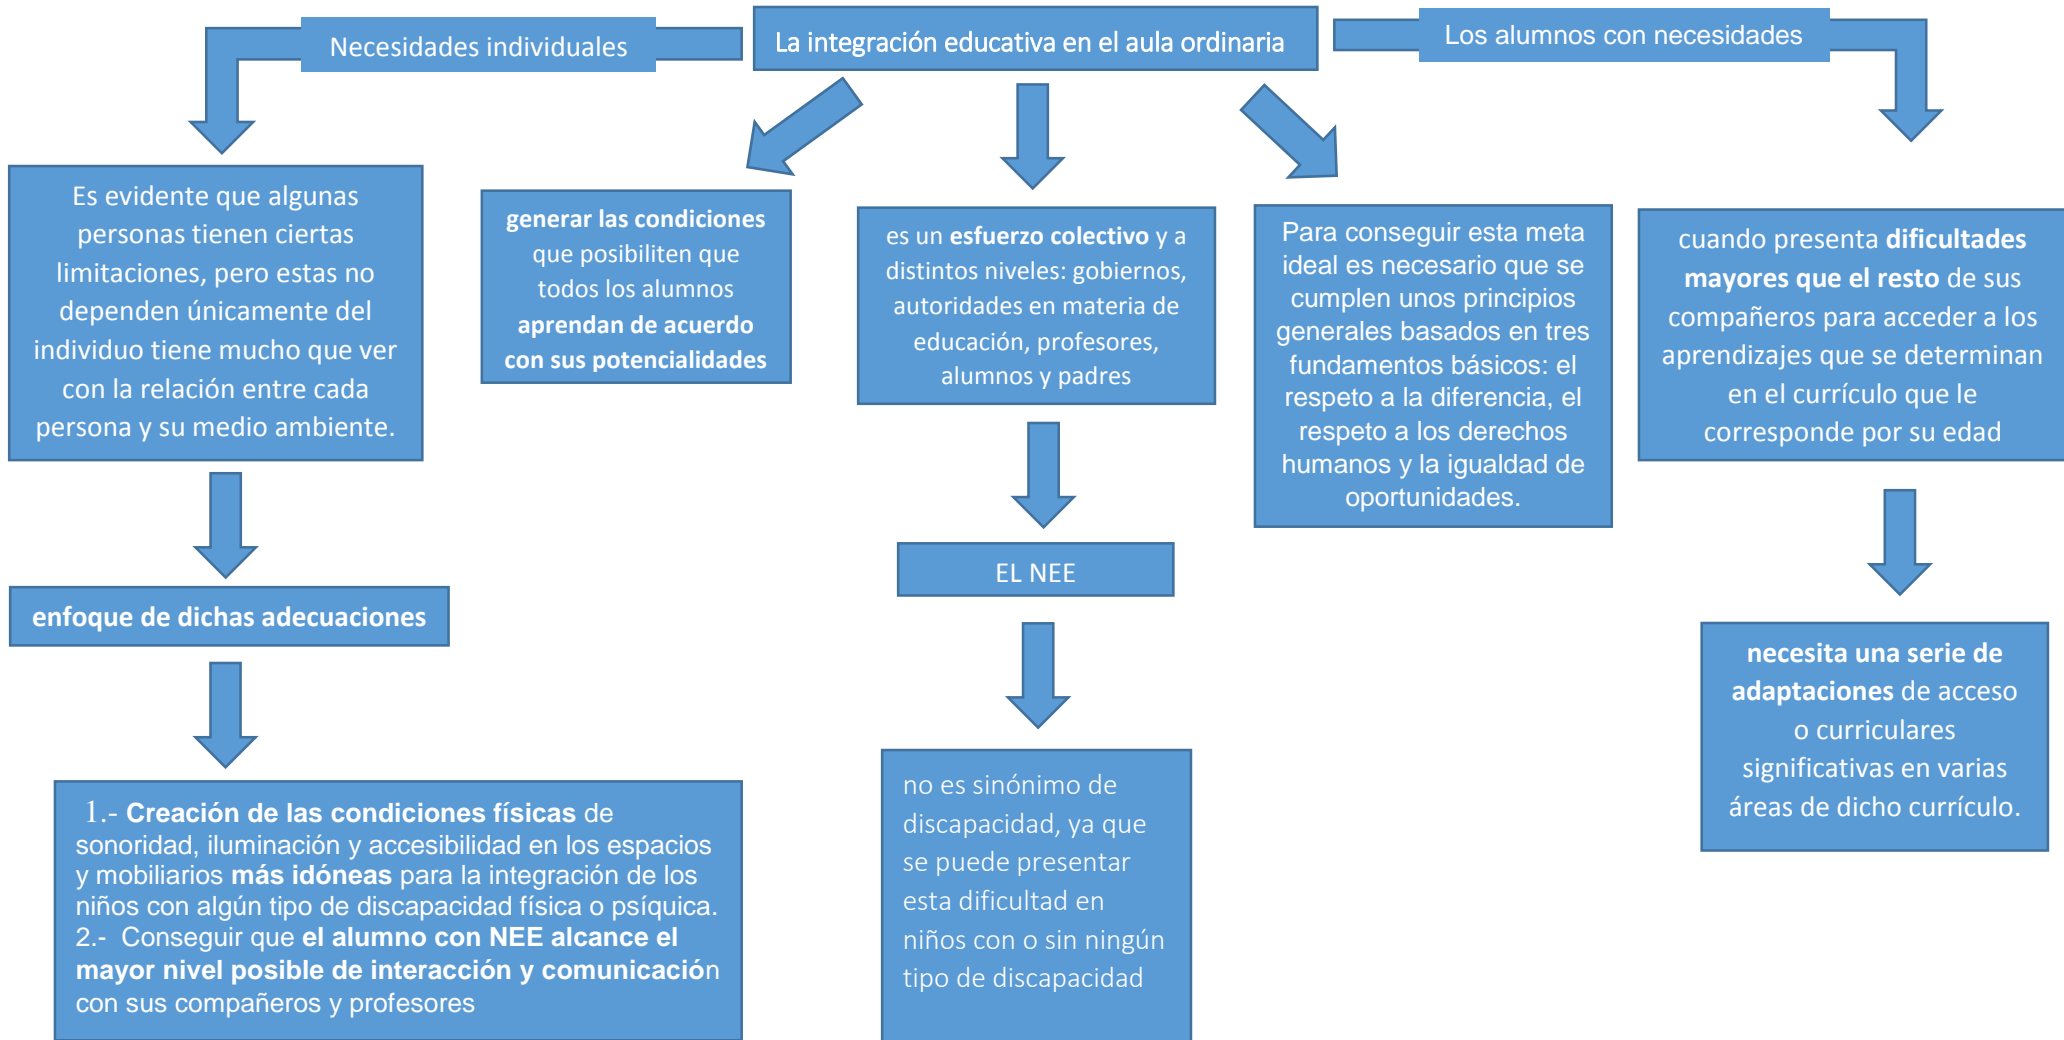 Necesidades individuales
La integración educativa en el aula ordinaria
Los alumnos con necesidades
Es evidente que algunas
personas tienen ciertas
limitaciones, pero estas no
dependen únicamente del
individuo tiene mucho que ver
con la relación entre cada
persona y su medio ambiente.
generar las condiciones
que posibiliten que
todos los alumnos
aprendan de acuerdo
con sus potencialidades
es un esfuerzo colectivo y a
distintos niveles: gobiernos,
autoridades en materia de
educación, profesores,
alumnos y padres
Para conseguir esta meta
ideal es necesario que se
cumplen unos principios
generales basados en tres
fundamentos básicos: el
respeto a la diferencia, el
respeto a los derechos
humanos y la igualdad de
oportunidades.
cuando presenta dificultades
mayores que el resto de sus
compañeros para acceder a los
aprendizajes que se determinan
en el currículo que le
corresponde por su edad
enfoque de dichas adecuaciones
EL NEE
necesita una serie de
adaptaciones de acceso
o curriculares
significativas en varias
áreas de dicho currículo.
1.- Creación de las condiciones físicas de
sonoridad, iluminación y accesibilidad en los espacios
y mobiliarios más idóneas para la integración de los
niños con algún tipo de discapacidad física o psíquica.
2.- Conseguir que el alumno con NEE alcance el
mayor nivel posible de interacción y comunicación
con sus compañeros y profesores
no es sinónimo de
discapacidad, ya que
se puede presentar
esta dificultad en
niños con o sin ningún
tipo de discapacidad